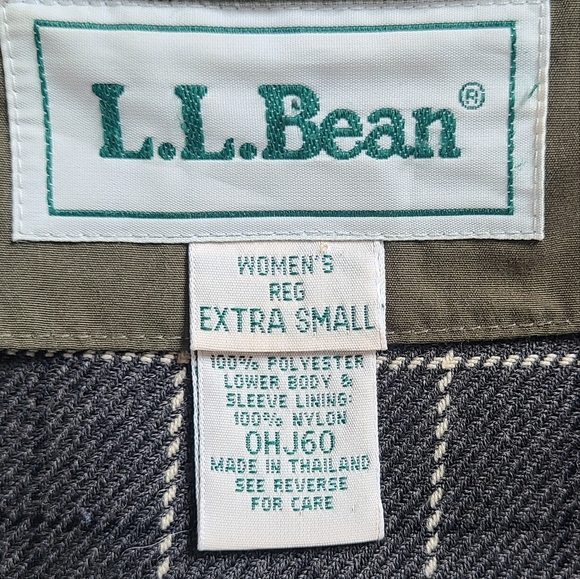 L.L.Bean®
WOMEN'S
REG
EXTRA SMALL
100% POLYESTER
LOWER BODY &
SLEEVE LINING:
100% NYLON
0HJ60
MADE IN THAILAND
SEE REVERSE
FOR CARE